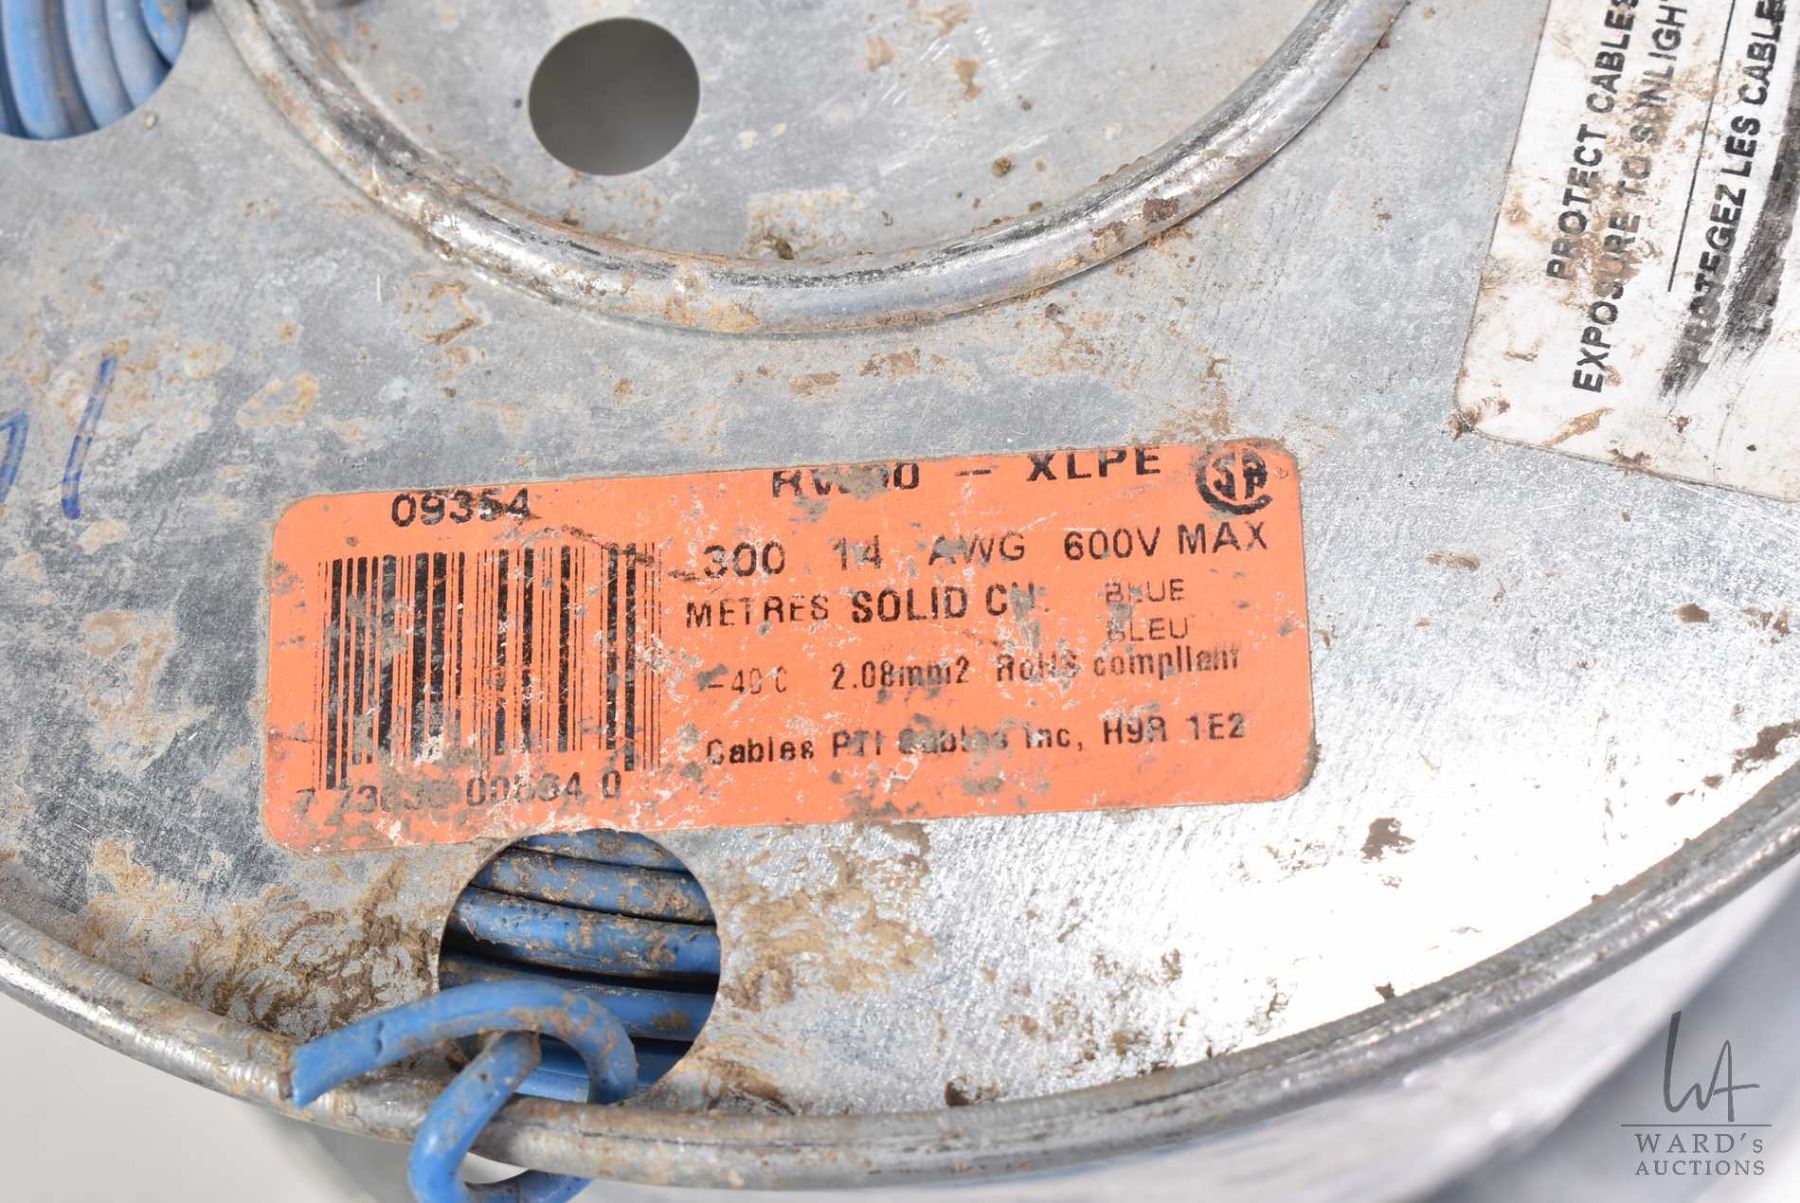 PROTECT CABLES
EXPOSURE TO SUNLIGHT
PROTEGEZ LES CABLES
09354
RW90 - XLPE
300 14 AWG 600V MAX
METRES SOLID CU. BLUE
BLEU
-40 C 2.08mm2 RoHS compliant
Cables PTI Cables Inc, H9R 1E2
WARD's
AUCTIONS